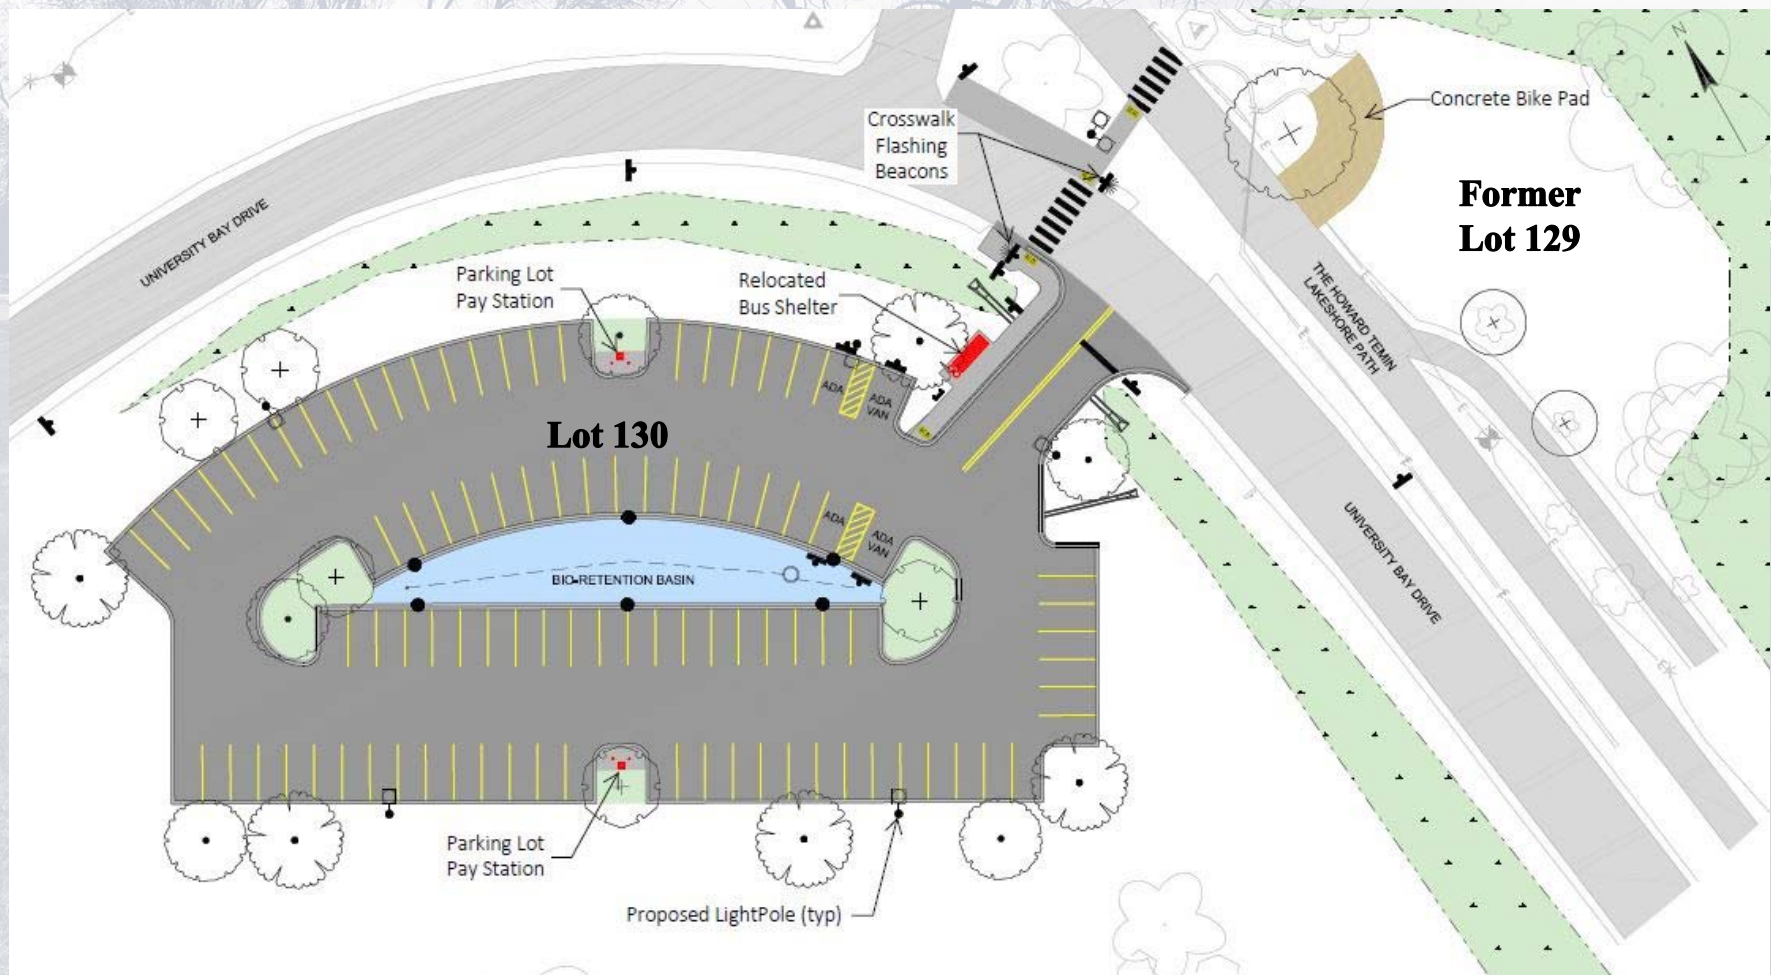 N
Concrete Bike Pad
Crosswalk
Flashing
Beacons
Former
Lot 129
UNIVERSITY BAY DRIVE
Parking Lot
Pay Station
Relocated
Bus Shelter
THE HOWARD TEMIN
LAKESHORE PATH
ADA
ADA
VAN
Lot 130
ADA
ADA
VAN
UNIVERSITY BAY DRIVE
BIO-RETENTION BASIN
Parking Lot
Pay Station
Proposed LightPole (typ)